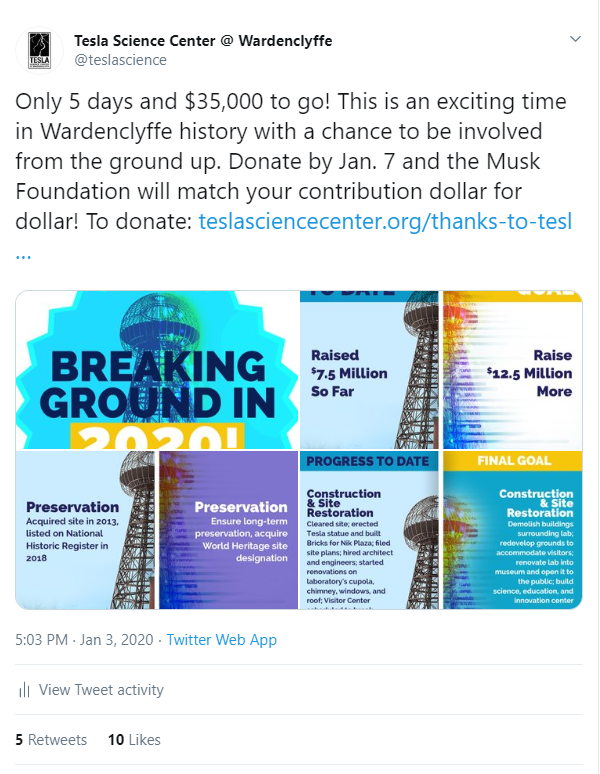 TESLA
Tesla Science Center @ Wardenclyffe
@teslascience
Only 5 days and $35,000 to go! This is an exciting time
in Wardenclyffe history with a chance to be involved
from the ground up. Donate by Jan. 7 and the Musk
Foundation will match your contribution dollar for
dollar! To donate: teslasciencecenter.org/thanks-to-tesl
…
BREAKING
GROUND IN
2020!
Raised
$7.5 Million
So Far
Raise
$12.5 Million
More
Preservation
Acquired site in 2013,
listed on National
Historic Register in
2018
Preservation
Ensure long-term
preservation, acquire
World Heritage site
designation
PROGRESS TO DATE
Construction
& Site
Restoration
Cleared site; erected
Tesla statue and built
Bricks for Nik Plaza; filed
site plans; hired architect
and engineers; started
renovations on
laboratory's cupola,
chimney, windows, and
roof; Visitor Center
FINAL GOAL
Construction
& Site
Restoration
Demolish buildings
surrounding lab;
redevelop grounds to
accommodate visitors;
renovate lab into
museum and open it to
the public; build
science, education, and
innovation center
5:03 PM · Jan 3, 2020 · Twitter Web App
View Tweet activity
5 Retweets 10 Likes